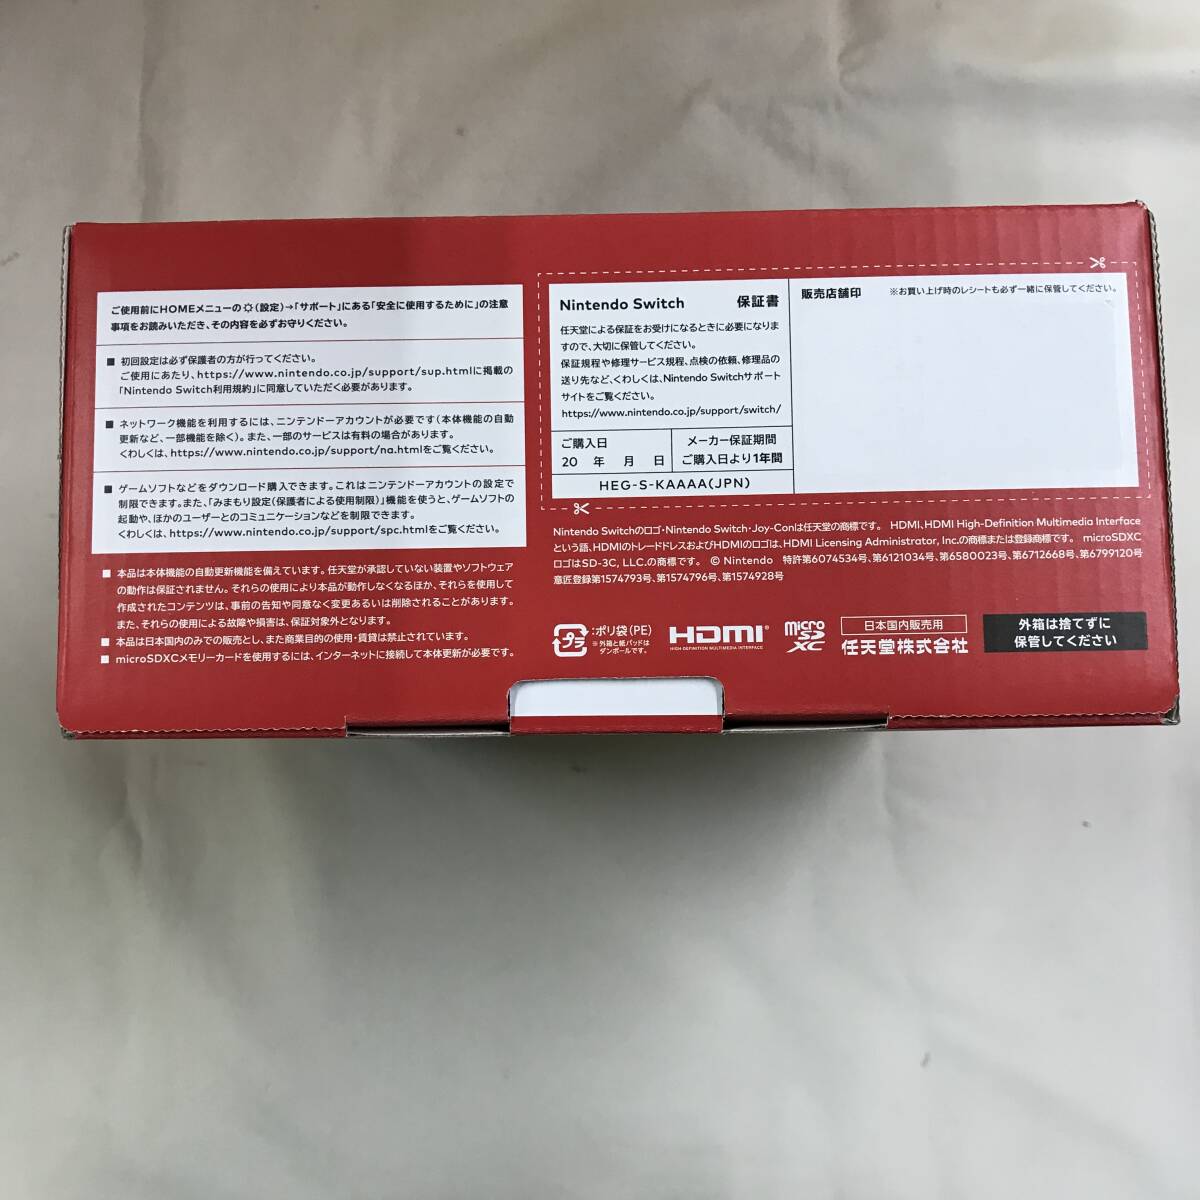 ご使用前にHOMEメニューの(設定)→「サポート」にある「安全に使用するために」の注意
事項をお読みいただき、その内容を必ずお守りください。
■ 初回設定は必ず保護者の方が行ってください。
ご使用にあたり、https://www.nintendo.co.jp/support/sup.htmlに掲載の
「Nintendo Switch利用規約」に同意していただく必要があります。
■ ネットワーク機能を利用するには、ニンテンドーアカウントが必要です(本体機能の自動
更新など、一部機能を除く)。また、一部のサービスは有料の場合があります。
くわしくは、https://www.nintendo.co.jp/support/na.htmlをご覧ください。
■ ゲームソフトなどをダウンロード購入できます。これはニンテンドーアカウントの設定で
制限できます。また、「みまもり設定(保護者による使用制限)」機能を使うと、ゲームソフトの
起動や、ほかのユーザーとのコミュニケーションなどを制限できます。
くわしくは、https://www.nintendo.co.jp/support/spc.htmlをご覧ください。
■ 本品は本体機能の自動更新機能を備えています。任天堂が承認していない装置やソフトウェア
の動作は保証されません。それらの使用により本品が動作しなくなるほか、それらを使用して
作成されたコンテンツは、事前の告知や同意なく変更あるいは削除されることがあります。
また、それらの使用による故障や損害は、保証対象外となります。
■ 本品は日本国内のみでの販売とし、また商業目的の使用・賃貸は禁止されています。
■ microSDXCメモリーカードを使用するには、インターネットに接続して本体更新が必要です。
Nintendo Switch 保証書
任天堂による保証をお受けになるときに必要になりま
すので、大切に保管してください。
保証規程や修理サービス規程、点検の依頼、修理品の
送り先など、くわしくは、Nintendo Switchサポート
サイトをご覧ください。
https://www.nintendo.co.jp/support/switch/
ご購入日
20 年 月 日
メーカー保証期間
ご購入日より1年間
HEG-S-KAAAA(JPN)
販売店舗印 ※お買い上げ時のレシートも必ず一緒に保管してください。
Nintendo Switchのロゴ・Nintendo Switch・Joy-Conは任天堂の商標です。 HDMI、HDMI High-Definition Multimedia Interface
という語、HDMIのトレードドレスおよびHDMIのロゴは、HDMI Licensing Administrator, Inc.の商標または登録商標です。 microSDXC
ロゴはSD-3C, LLC.の商標です。 © Nintendo 特許第6074534号、第6121034号、第6580023号、第6712668号、第6799120号
意匠登録第1574793号、第1574796号、第1574928号
プラ
:ポリ袋(PE)
※外箱と紙パッドは
ダンボールです。
HDMI
HIGH-DEFINITION MULTIMEDIA INTERFACE
micro
SD
XC
日本国内販売用
任天堂株式会社
外箱は捨てずに
保管してください